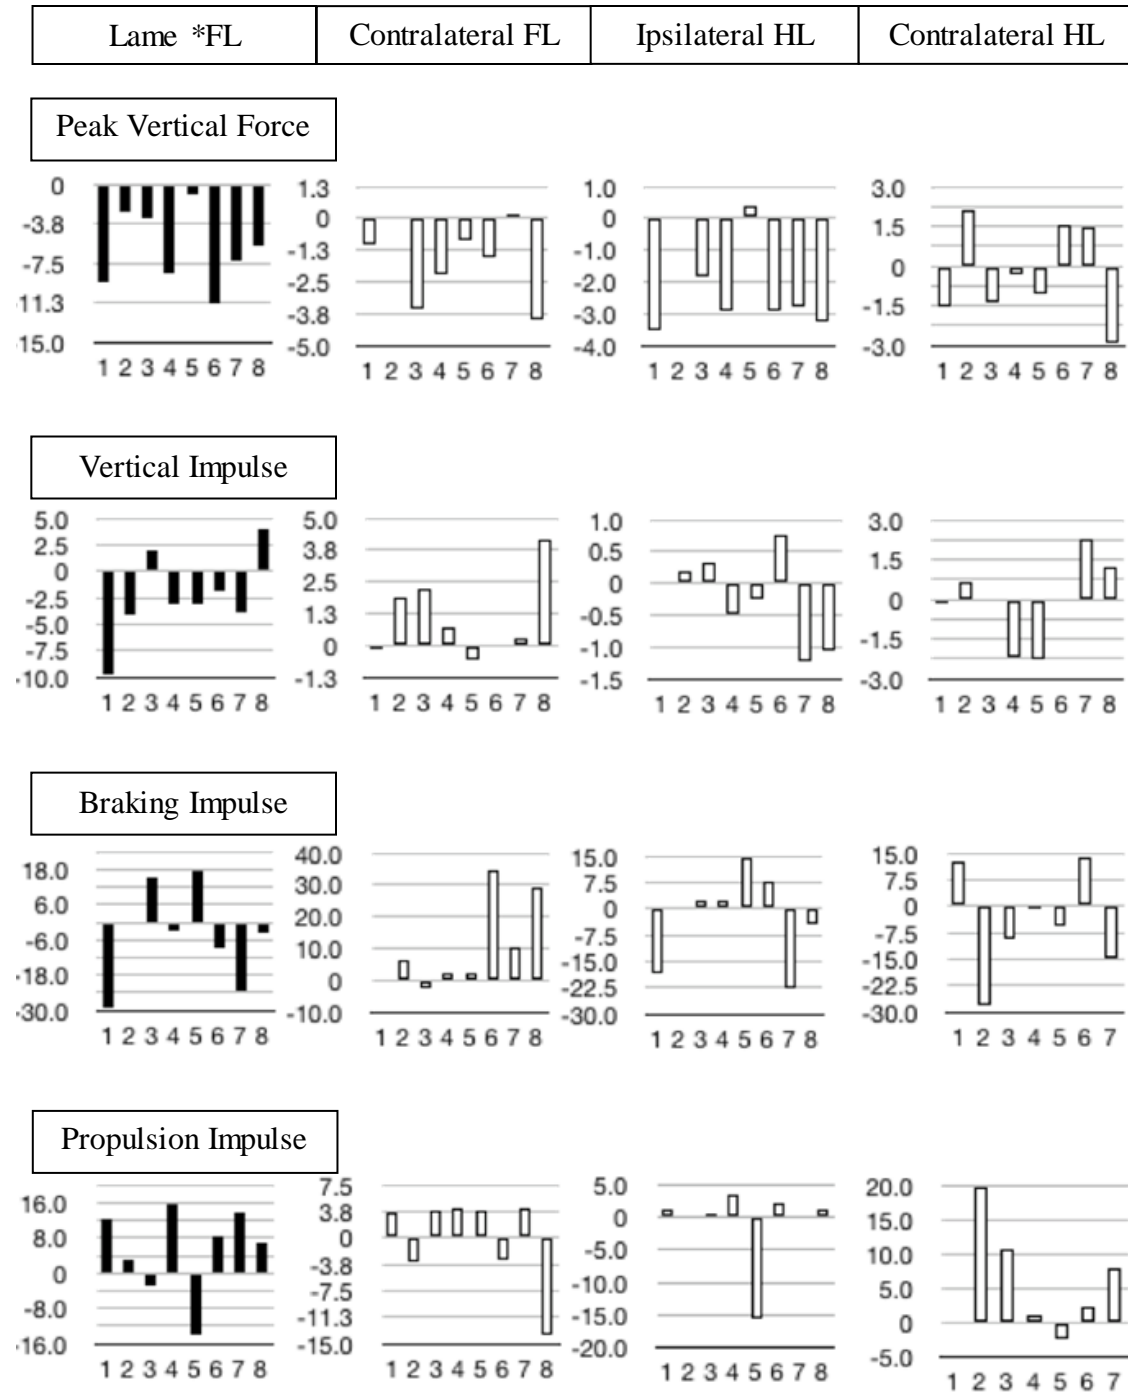 Lame *FL Contralateral FL Ipsilateral HL Contralateral HL
Peak Vertical Force
0 1.3 1.0 3.0
-3.8 0 0 1.5
-7.5 -1.3 -1.0 0
11.3 -2.5 -2.0 -1.5
15.0 -3.8 -3.0 -3.0
-5.0 -4.0
1 2 3 4 5 6 7 8 1 2 3 4 5 6 7 8 1 2 3 4 5 6 7 8 1 2 3 4 5 6 7 8
Vertical Impulse
5.0 5.0 1.0 3.0
2.5 3.8 0.5 1.5
0 2.5 0 0
-2.5 1.3 -0.5 -1.5
-5.0 0 -1.0 -3.0
-7.5 -1.3 -1.5
-10.0
1 2 3 4 5 6 7 8 1 2 3 4 5 6 7 8 1 2 3 4 5 6 7 8 1 2 3 4 5 6 7 8
Braking Impulse
18.0 40.0 15.0 15.0
6.0 30.0 7.5 7.5
-6.0 20.0 0 0
-18.0 10.0 -7.5 -7.5
-30.0 0 -15.0 -15.0
-10.0 -22.5 -22.5
-30.0 -30.0
1 2 3 4 5 6 7 8 1 2 3 4 5 6 7 8 1 2 3 4 5 6 7 8 1 2 3 4 5 6 7
Propulsion Impulse
16.0 7.5 5.0 20.0
8.0 3.8 0 15.0
0 0 -5.0 10.0
-8.0 -3.8 -10.0 5.0
-16.0 -7.5 -15.0 0
-11.3 -20.0 -5.0
-15.0
1 2 3 4 5 6 7 8 1 2 3 4 5 6 7 8 1 2 3 4 5 6 7 8 1 2 3 4 5 6 7